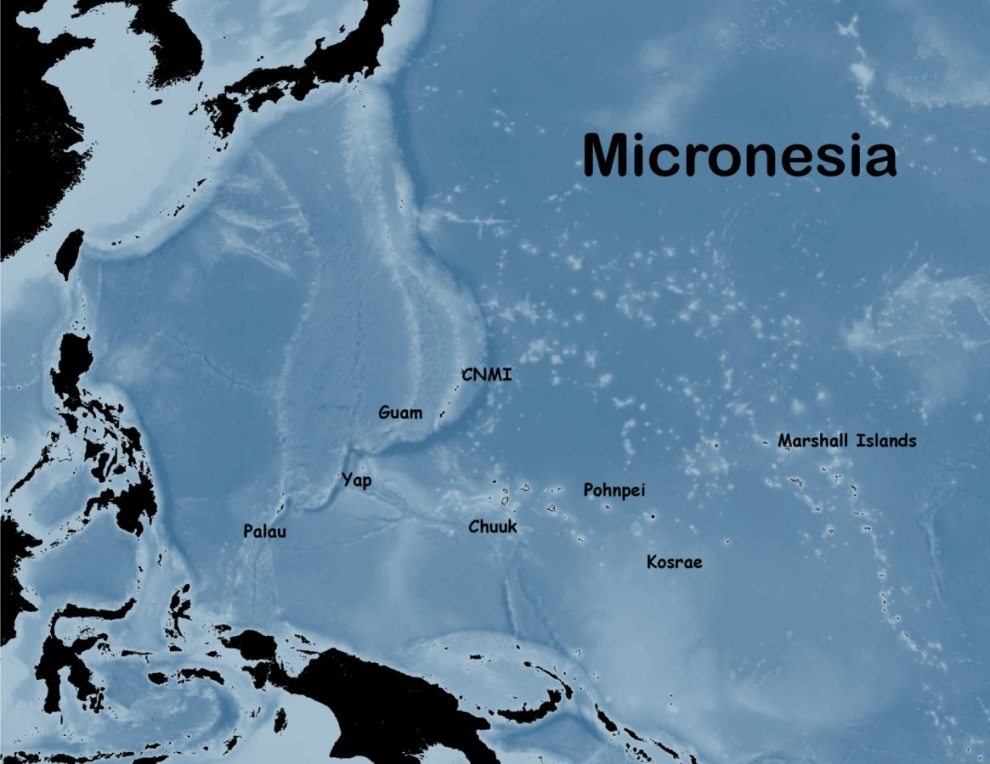 Micronesia
CNMI
Guam
Marshall Islands
Yap
Pohnpei
Chuuk
Palau
Kosrae